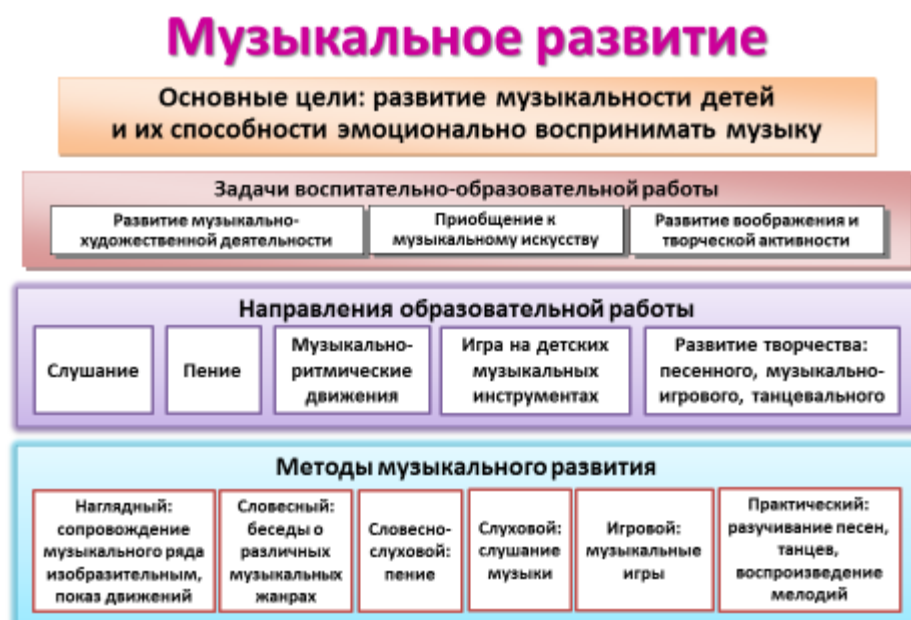 Музыкальное развитие
Основные цели: развитие музыкальности детей
и их способности эмоционально воспринимать музыку
Задачи воспитательно-образовательной работы
Развитие музыкально-
художественной деятельности
Приобщение к
музыкальному искусству
Развитие воображения и
творческой активности
Направления образовательной работы
Слушание
Пение
Музыкально-
ритмические
движения
Игра на детских
музыкальных
инструментах
Развитие творчества:
песенного, музыкально-
игрового, танцевального
Методы музыкального развития
Наглядный:
сопровождение
музыкального ряда
изобразительным,
показ движений
Словесный:
беседы о
различных
музыкальных
жанрах
Словесно-
слуховой:
пение
Слуховой:
слушание
музыки
Игровой:
музыкальные
игры
Практический:
разучивание песен,
танцев,
воспроизведение
мелодий